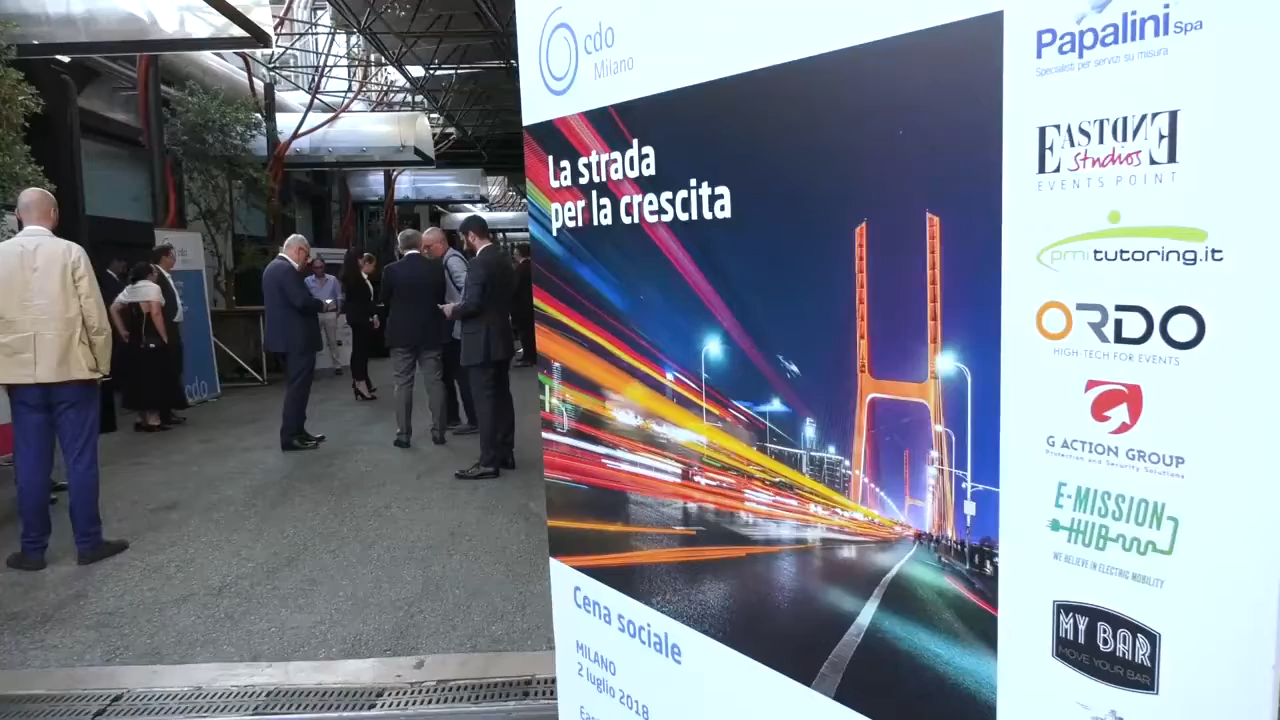 cdo
Milano
La strada
per la crescita
Cena sociale
MILANO
2 luglio 2018
Papalini Spa
Specialisti per servizi su misura
EASTEND
Studios
EVENTS POINT
pmitutoring.it
ORDO
HIGH-TECH FOR EVENTS
G ACTION GROUP
Protection and Security Solutions
E-MISSION
HUB
WE BELIEVE IN ELECTRIC MOBILITY
MY BAR
MOVE YOUR BAR
cdo